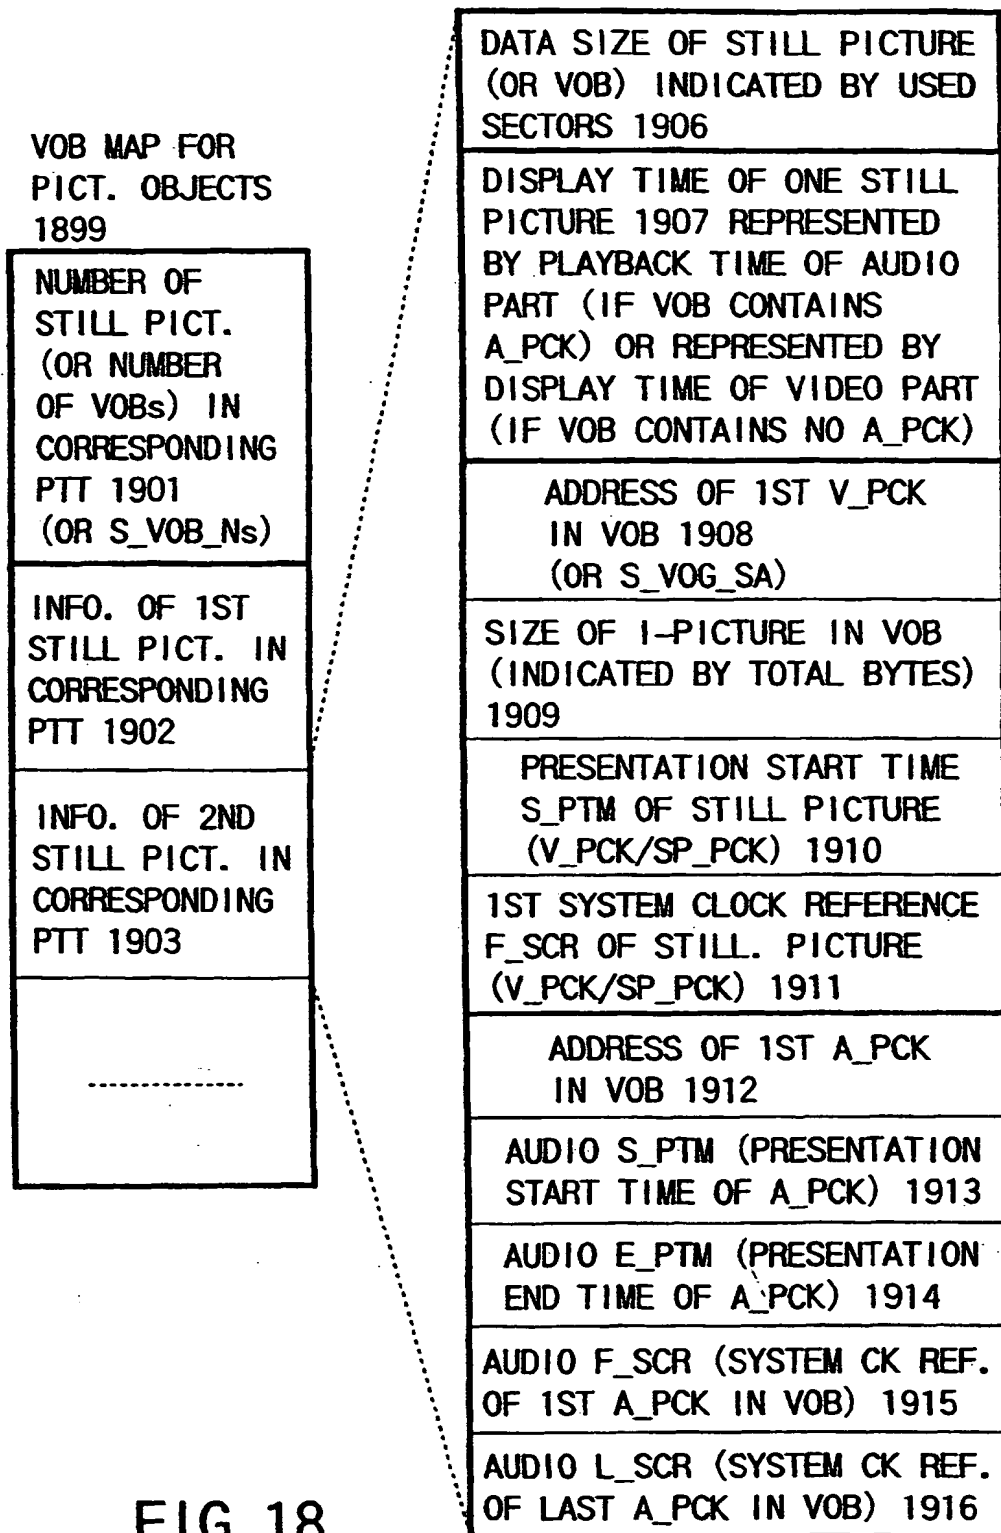 VOB MAP FOR
PICT. OBJECTS
1899
NUMBER OF
STILL PICT.
(OR NUMBER
OF VOBs) IN
CORRESPONDING
PTT 1901
(OR S_VOB_Ns)
INFO. OF 1ST
STILL PICT. IN
CORRESPONDING
PTT 1902
INFO. OF 2ND
STILL PICT. IN
CORRESPONDING
PTT 1903
DATA SIZE OF STILL PICTURE
(OR VOB) INDICATED BY USED
SECTORS 1906
DISPLAY TIME OF ONE STILL
PICTURE 1907 REPRESENTED
BY PLAYBACK TIME OF AUDIO
PART (IF VOB CONTAINS
A_PCK) OR REPRESENTED BY
DISPLAY TIME OF VIDEO PART
(IF VOB CONTAINS NO A_PCK)
ADDRESS OF 1ST V_PCK
IN VOB 1908
(OR S_VOG_SA)
SIZE OF I-PICTURE IN VOB
(INDICATED BY TOTAL BYTES)
1909
PRESENTATION START TIME
S_PTM OF STILL PICTURE
(V_PCK/SP_PCK) 1910
1ST SYSTEM CLOCK REFERENCE
F_SCR OF STILL. PICTURE
(V_PCK/SP_PCK) 1911
ADDRESS OF 1ST A_PCK
IN VOB 1912
AUDIO S_PTM (PRESENTATION
START TIME OF A_PCK) 1913
AUDIO E_PTM (PRESENTATION
END TIME OF A_PCK) 1914
AUDIO F_SCR (SYSTEM CK REF.
OF 1ST A_PCK IN VOB) 1915
AUDIO L_SCR (SYSTEM CK REF.
OF LAST A_PCK IN VOB) 1916
FIG. 18